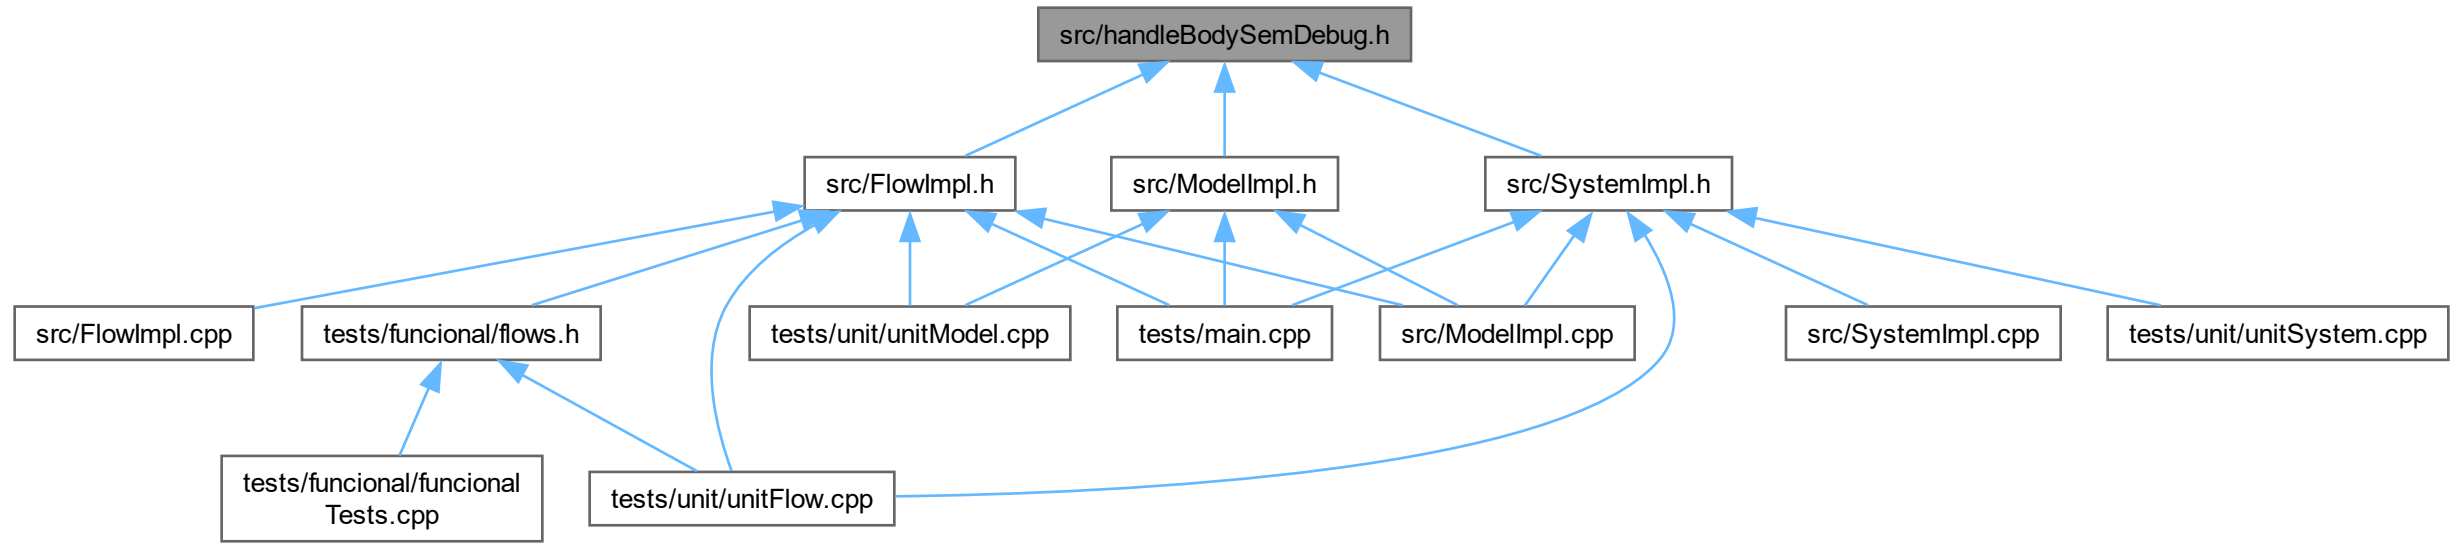 src/handleBodySemDebug.h
src/FlowImpl.h
src/ModelImpl.h
src/SystemImpl.h
src/FlowImpl.cpp
tests/funcional/flows.h
tests/unit/unitModel.cpp
tests/main.cpp
src/ModelImpl.cpp
src/SystemImpl.cpp
tests/unit/unitSystem.cpp
tests/funcional/funcional
Tests.cpp
tests/unit/unitFlow.cpp